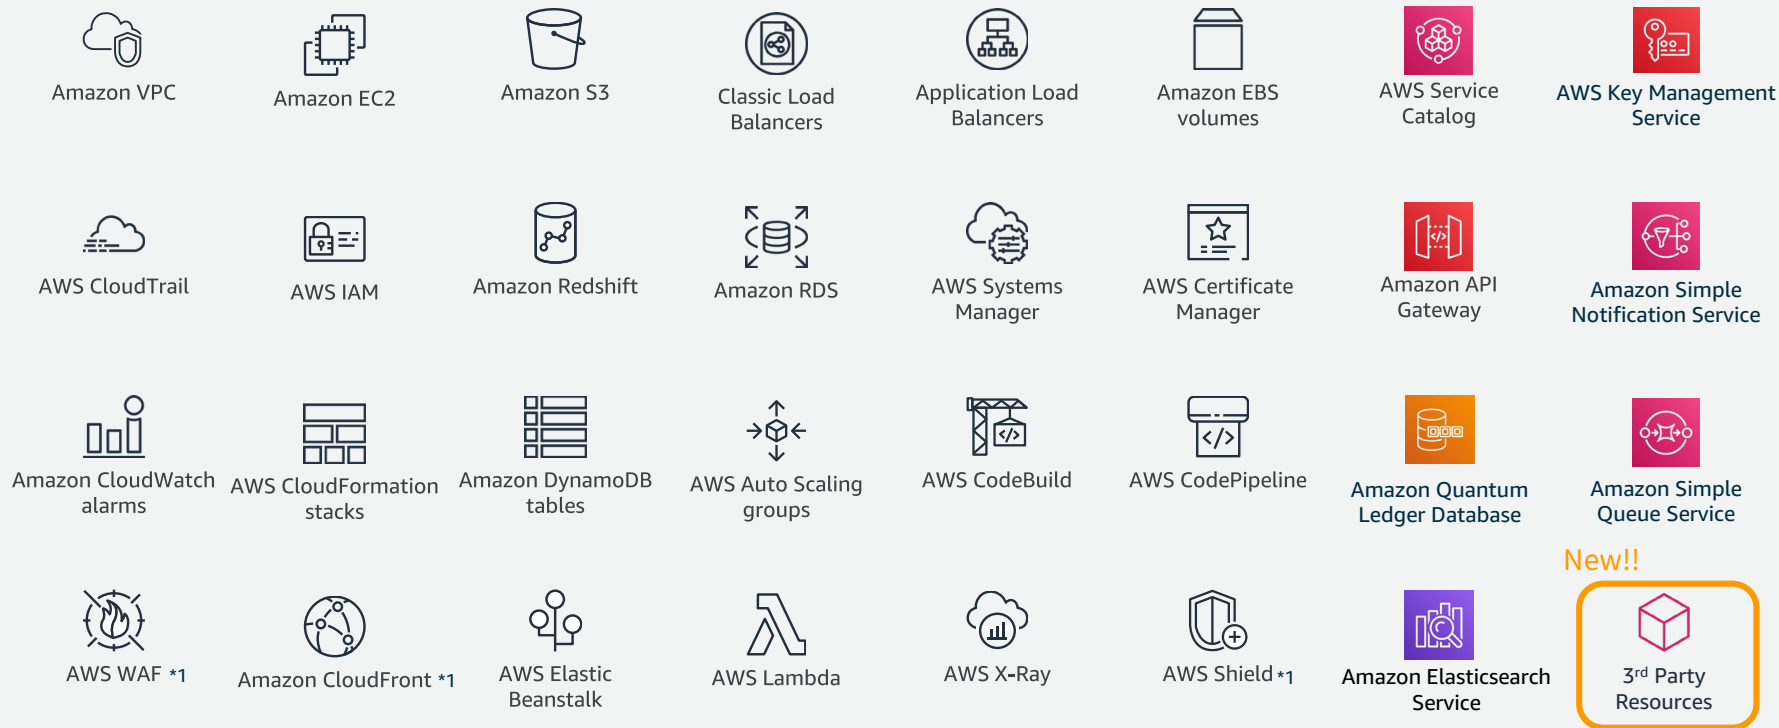 Amazon VPC
Amazon EC2
Amazon S3
Classic Load
Balancers
Application Load
Balancers
Amazon EBS
volumes
AWS Service
Catalog
AWS Key Management
Service
AWS CloudTrail
AWS IAM
Amazon Redshift
Amazon RDS
AWS Systems
Manager
AWS Certificate
Manager
Amazon API
Gateway
Amazon Simple
Notification Service
Amazon CloudWatch
alarms
AWS CloudFormation
stacks
Amazon DynamoDB
tables
AWS Auto Scaling
groups
AWS CodeBuild
AWS CodePipeline
Amazon Quantum
Ledger Database
Amazon Simple
Queue Service
New!!
AWS WAF *1
Amazon CloudFront *1
AWS Elastic
Beanstalk
AWS Lambda
AWS X-Ray
AWS Shield *1
Amazon Elasticsearch
Service
3rd Party
Resources